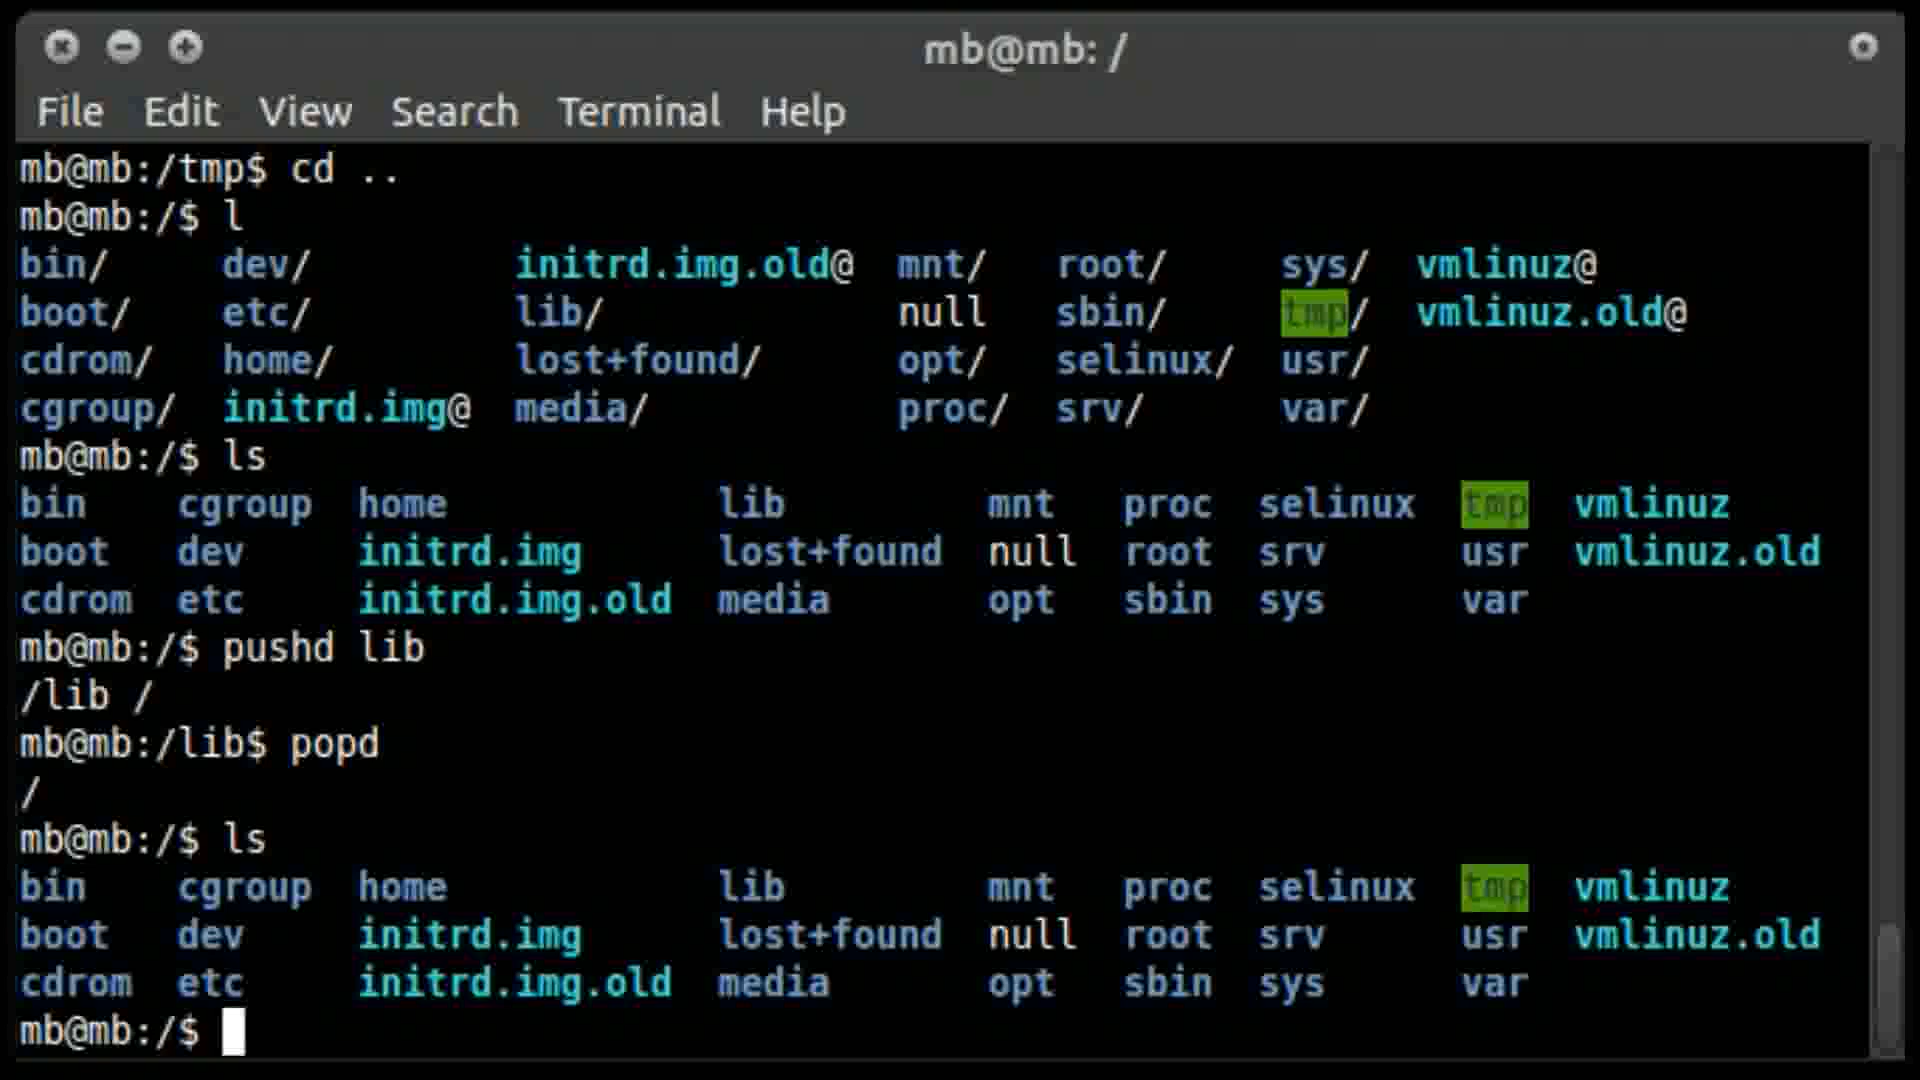 mb@mb: /
File Edit View Search Terminal Help
mb@mb:/tmp$ cd ..
mb@mb:/$ l
bin/ dev/ initrd.img.old@ mnt/ root/ sys/ vmlinuz@
boot/ etc/ lib/ null sbin/ tmp/ vmlinuz.old@
cdrom/ home/ lost+found/ opt/ selinux/ usr/
cgroup/ initrd.img@ media/ proc/ srv/ var/
mb@mb:/$ ls
bin cgroup home lib mnt proc selinux tmp vmlinuz
boot dev initrd.img lost+found null root srv usr vmlinuz.old
cdrom etc initrd.img.old media opt sbin sys var
mb@mb:/$ pushd lib
/lib /
mb@mb:/lib$ popd
/
mb@mb:/$ ls
bin cgroup home lib mnt proc selinux tmp vmlinuz
boot dev initrd.img lost+found null root srv usr vmlinuz.old
cdrom etc initrd.img.old media opt sbin sys var
mb@mb:/$